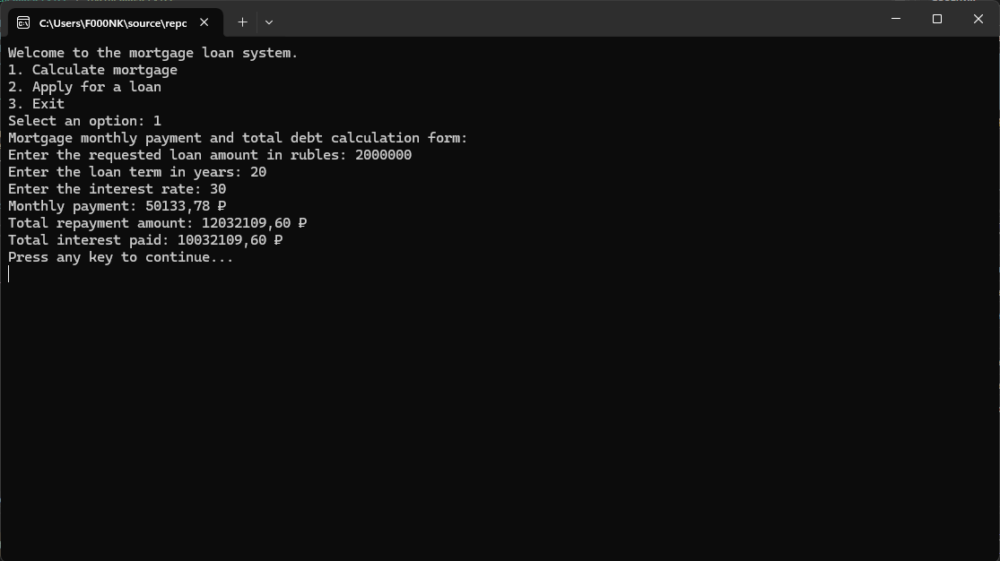 C:\Users\F000NK\source\repc
Welcome to the mortgage loan system.
1. Calculate mortgage
2. Apply for a loan
3. Exit
Select an option: 1
Mortgage monthly payment and total debt calculation form:
Enter the requested loan amount in rubles: 2000000
Enter the loan term in years: 20
Enter the interest rate: 30
Monthly payment: 50133,78 ₽
Total repayment amount: 12032109,60 ₽
Total interest paid: 10032109,60 ₽
Press any key to continue...